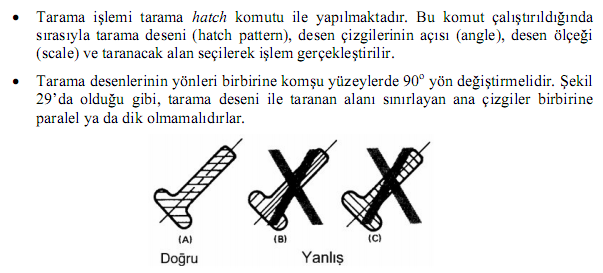 • Tarama işlemi tarama hatch komutu ile yapılmaktadır. Bu komut çalıştırıldığında
sırasıyla tarama deseni (hatch pattern), desen çizgilerinin açısı (angle), desen ölçeği
(scale) ve taranacak alan seçilerek işlem gerçekleştirilir.
• Tarama desenlerinin yönleri birbirine komşu yüzeylerde 90° yön değiştirmelidir. Şekil
29’da olduğu gibi, tarama deseni ile taranan alanı sınırlayan ana çizgiler birbirine
paralel ya da dik olmamalıdırlar.
(A) (B) (C)
Doğru Yanlış